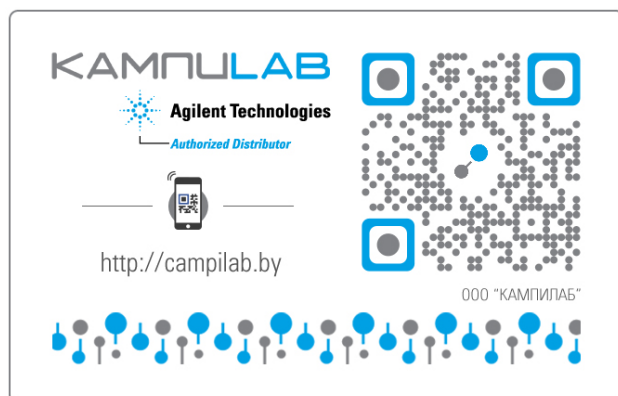 КАМПИLAB
Agilent Technologies
Authorized Distributor
http://campilab.by
ООО "КАМПИЛАБ"